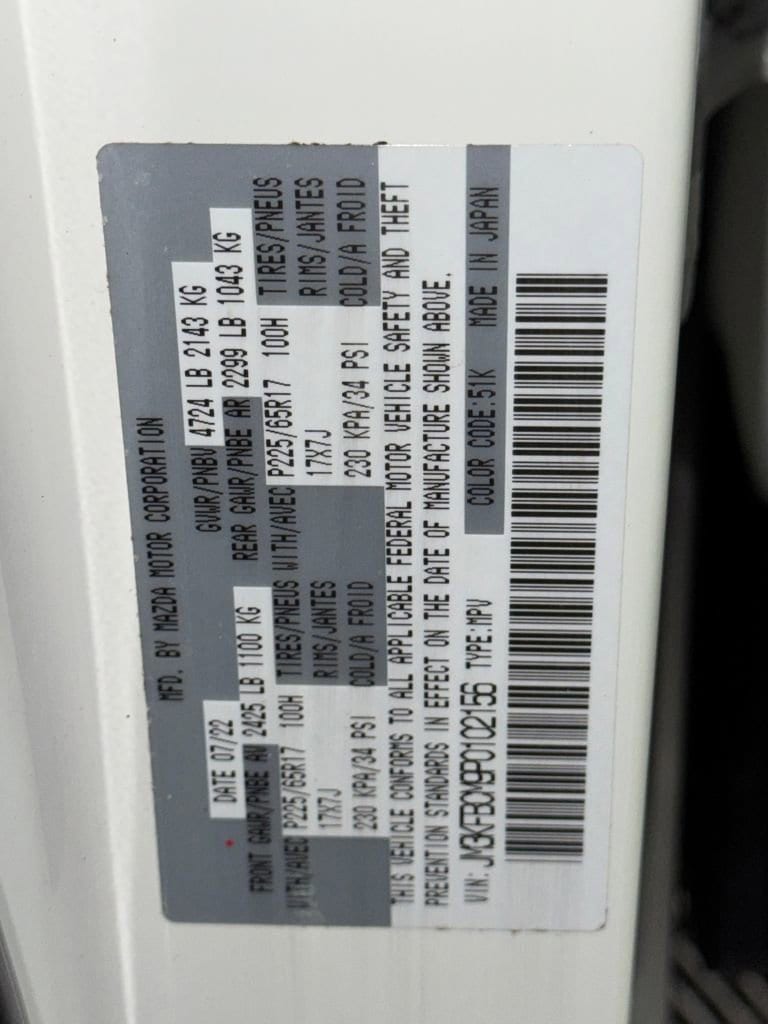 MFD. BY MAZDA MOTOR CORPORATION
DATE 07/22 GVWR/PNBV 4724 LB 2143 KG
FRONT GAWR/PNBE AV 2425 LB 1100 KG REAR GAWR/PNBE AR 2299 LB 1043 KG
WITH/AVEC P225/65R17 100H TIRES/PNEUS WITH/AVEC P225/65R17 100H TIRES/PNEUS
17X7J RIMS/JANTES 17X7J RIMS/JANTES
230 KPA/34 PSI COLD/A FROID 230 KPA/34 PSI COLD/A FROID
THIS VEHICLE CONFORMS TO ALL APPLICABLE FEDERAL MOTOR VEHICLE SAFETY AND THEFT
PREVENTION STANDARDS IN EFFECT ON THE DATE OF MANUFACTURE SHOWN ABOVE.
VIN: JM3KFBCM9P0102156 TYPE:MPV COLOR CODE:51K MADE IN JAPAN